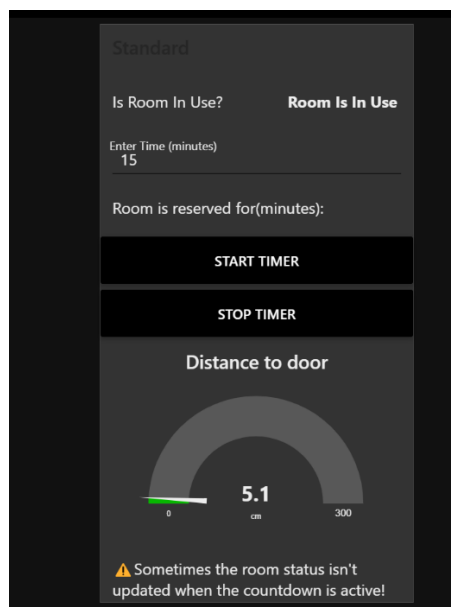 Standard
Is Room In Use? Room Is In Use
Enter Time (minutes)
15
Room is reserved for(minutes):
START TIMER
STOP TIMER
Distance to door
5.1
0 cm 300
⚠ Sometimes the room status isn't
updated when the countdown is active!